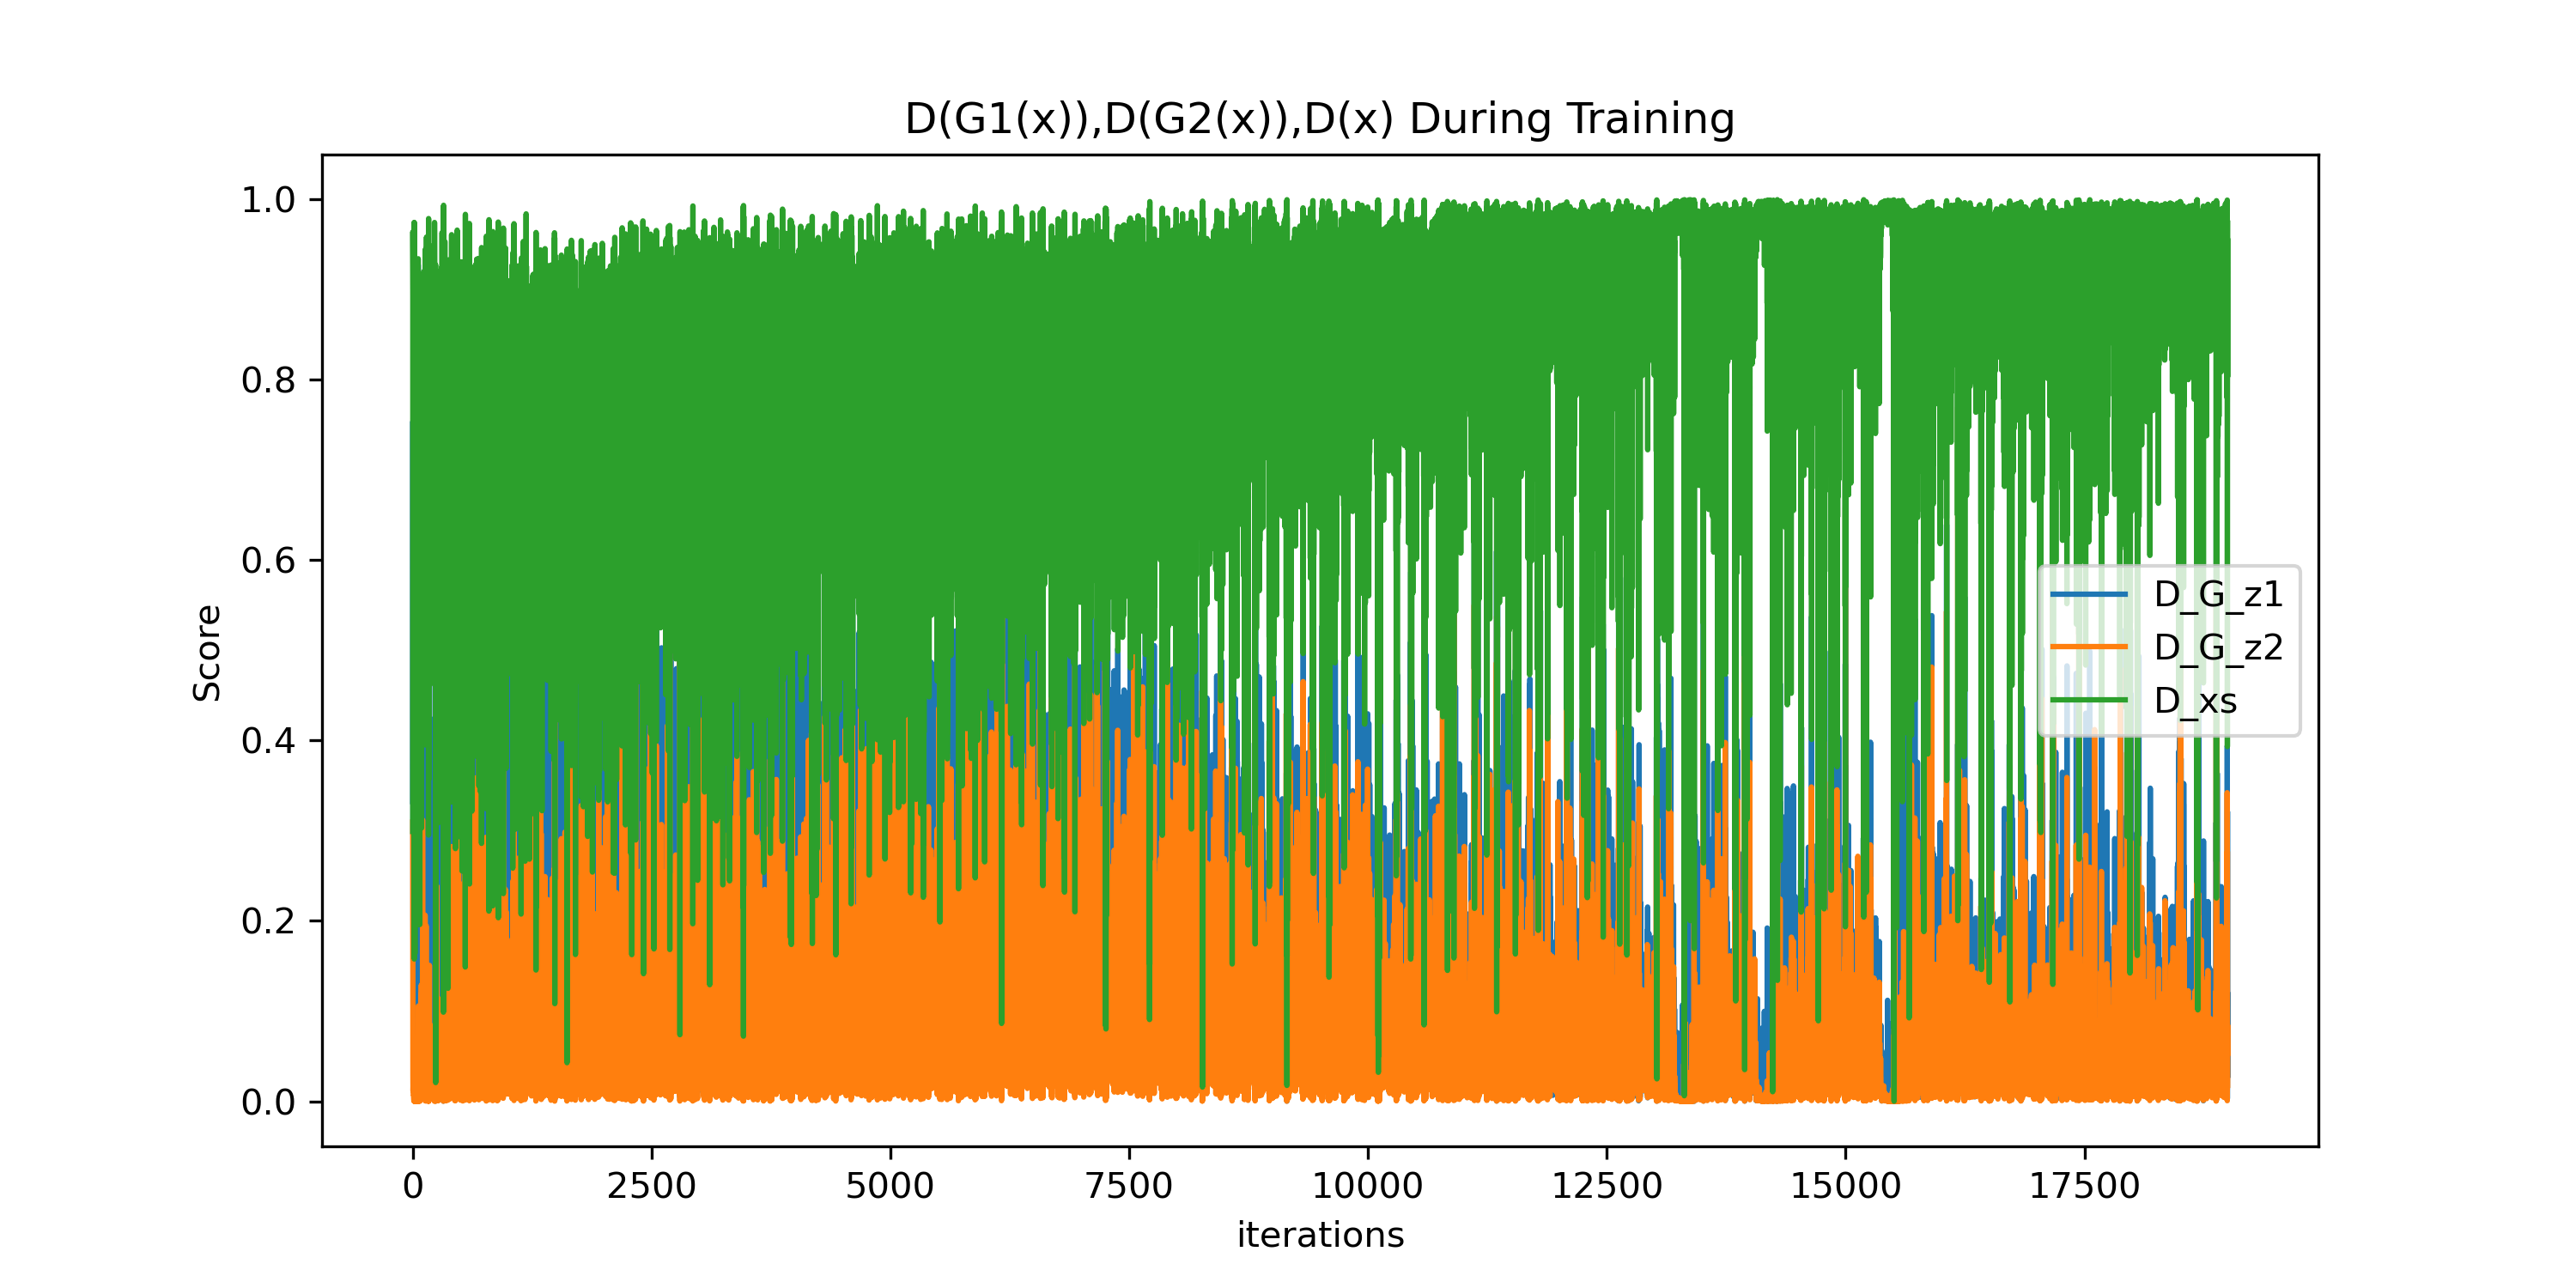 D(G1(x)),D(G2(x)),D(x) During Training
Score
1.0
0.8
0.6
0.4
0.2
0.0
D_G_z1
D_G_z2
D_xs
0 2500 5000 7500 10000 12500 15000 17500
iterations